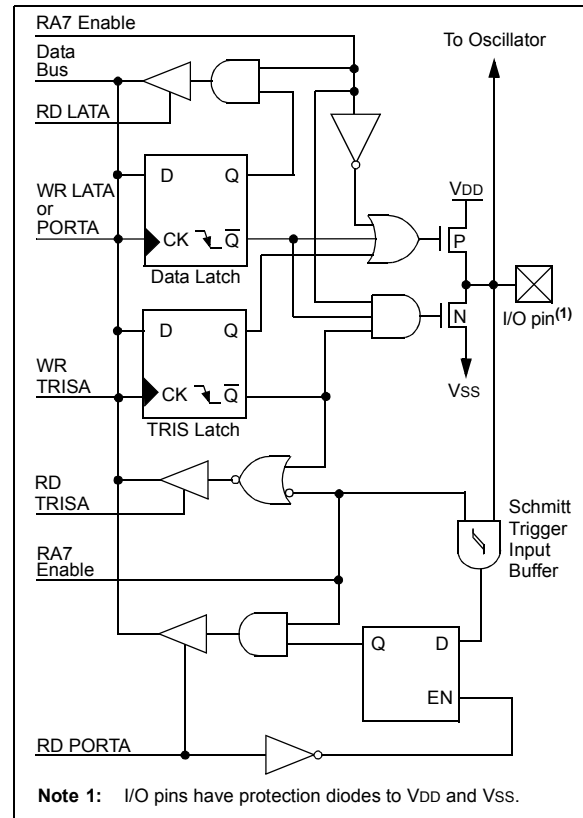 RA7 Enable
Data
Bus
To Oscillator
RD LATA
D Q
WR LATA
or
PORTA
CK Q
Data Latch
VDD
P
D Q
N
I/O pin(1)
WR
TRISA
CK Q
TRIS Latch
VSS
RD
TRISA
Schmitt
Trigger
Input
Buffer
RA7
Enable
Q D
EN
RD PORTA
Note 1: I/O pins have protection diodes to VDD and VSS.